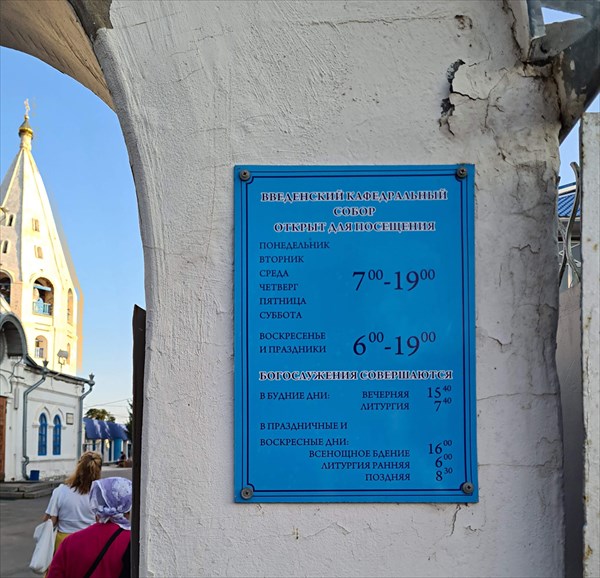 ВВЕДЕНСКИЙ КАФЕДРАЛЬНЫЙ
СОБОР
ОТКРЫТ ДЛЯ ПОСЕЩЕНИЯ
ПОНЕДЕЛЬНИК
ВТОРНИК
СРЕДА
ЧЕТВЕРГ
ПЯТНИЦА
СУББОТА
7⁰⁰-19⁰⁰
ВОСКРЕСЕНЬЕ
И ПРАЗДНИКИ
6⁰⁰-19⁰⁰
БОГОСЛУЖЕНИЯ СОВЕРШАЮТСЯ
В БУДНИЕ ДНИ: ВЕЧЕРНЯЯ 15⁴⁰
ЛИТУРГИЯ 7⁴⁰
В ПРАЗДНИЧНЫЕ И
ВОСКРЕСНЫЕ ДНИ:
ВСЕНОЩНОЕ БДЕНИЕ 16⁰⁰
ЛИТУРГИЯ РАННЯЯ 6⁰⁰
ПОЗДНЯЯ 8³⁰